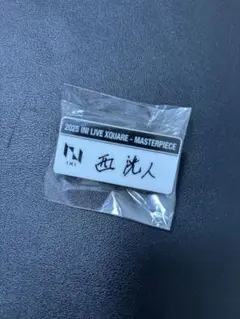 2025 INI LIVE XQUARE - MASTERPIECE
INI
西 洸人